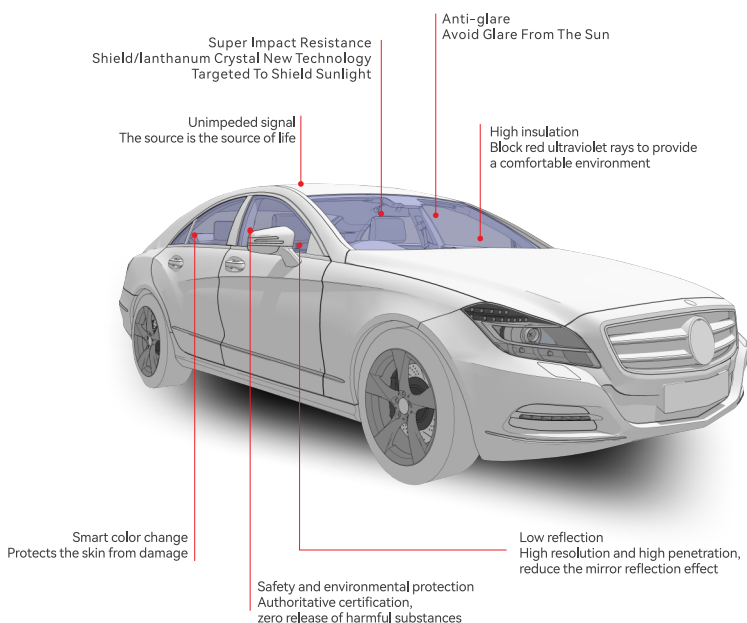 Anti-glare
Avoid Glare From The Sun
Super Impact Resistance
Shield/lanthanum Crystal New Technology
Targeted To Shield Sunlight
Unimpeded signal
The source is the source of life
High insulation
Block red ultraviolet rays to provide
a comfortable environment
Smart color change
Protects the skin from damage
Low reflection
High resolution and high penetration,
reduce the mirror reflection effect
Safety and environmental protection
Authoritative certification,
zero release of harmful substances